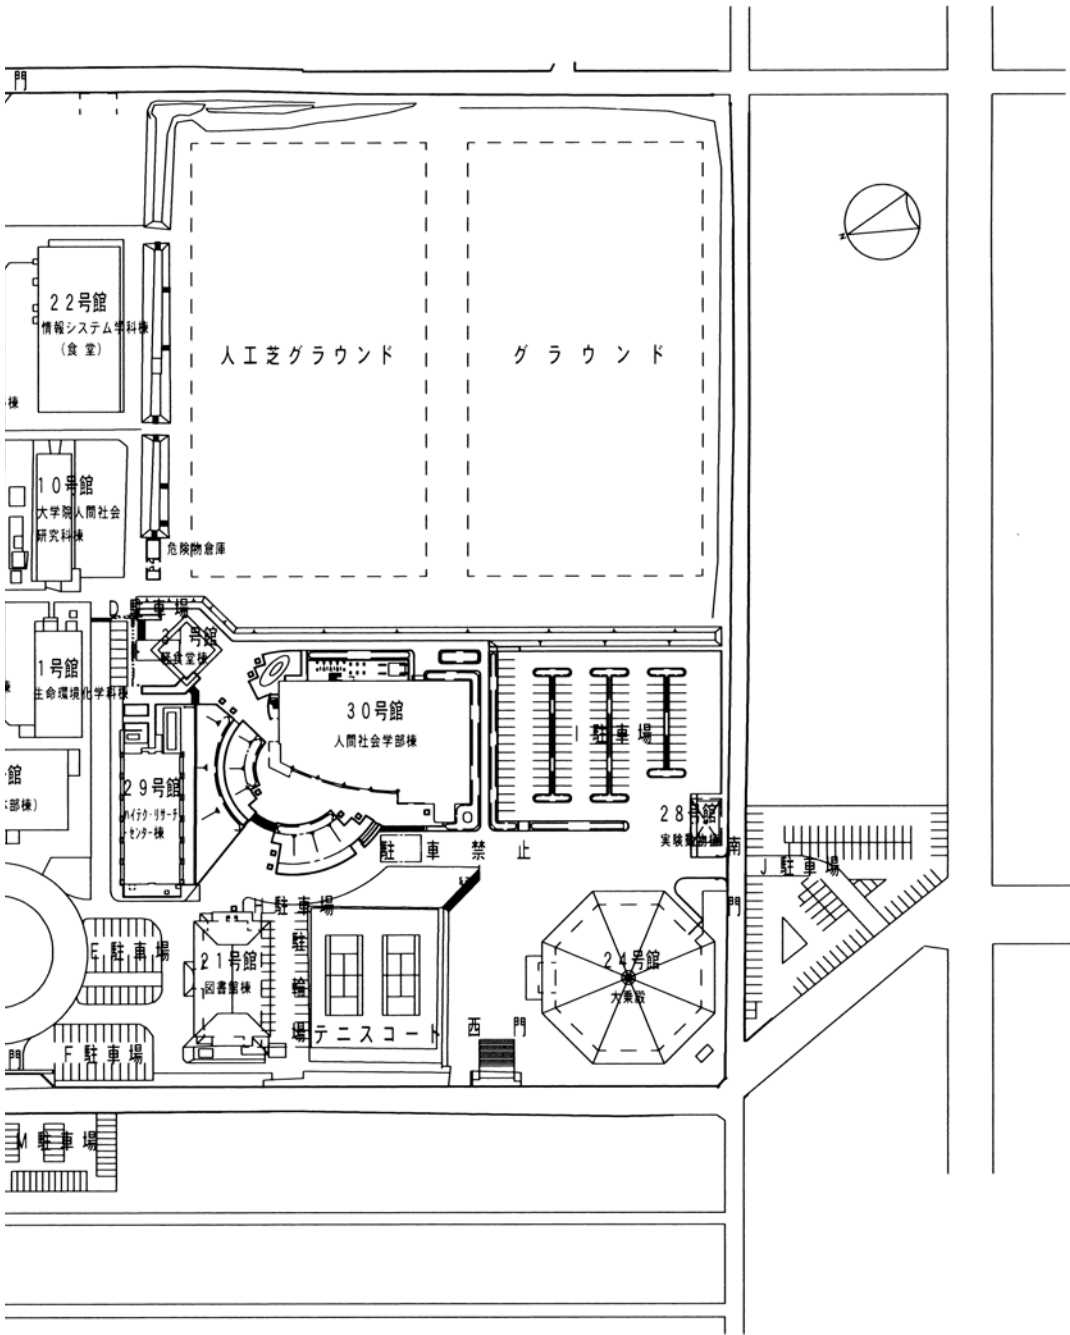 門
22号館
情報システム学科棟
(食堂)
棟
人工芝グラウンド
グラウンド
N
10号館
大学院人間社会
研究科棟
危険物倉庫
D駐車場
31号館
軽食堂棟
1号館
生命環境化学科棟
棟
30号館
人間社会学部棟
I駐車場
号館
部棟)
29号館
ハイテク・リサーチ
・センター棟
28号館
実験動物棟
駐車禁止
南門
J駐車場
駐車場
駐輪場
E駐車場
21号館
図書館棟
24号館
大乗殿
テニスコート
西門
門
F駐車場
M駐車場